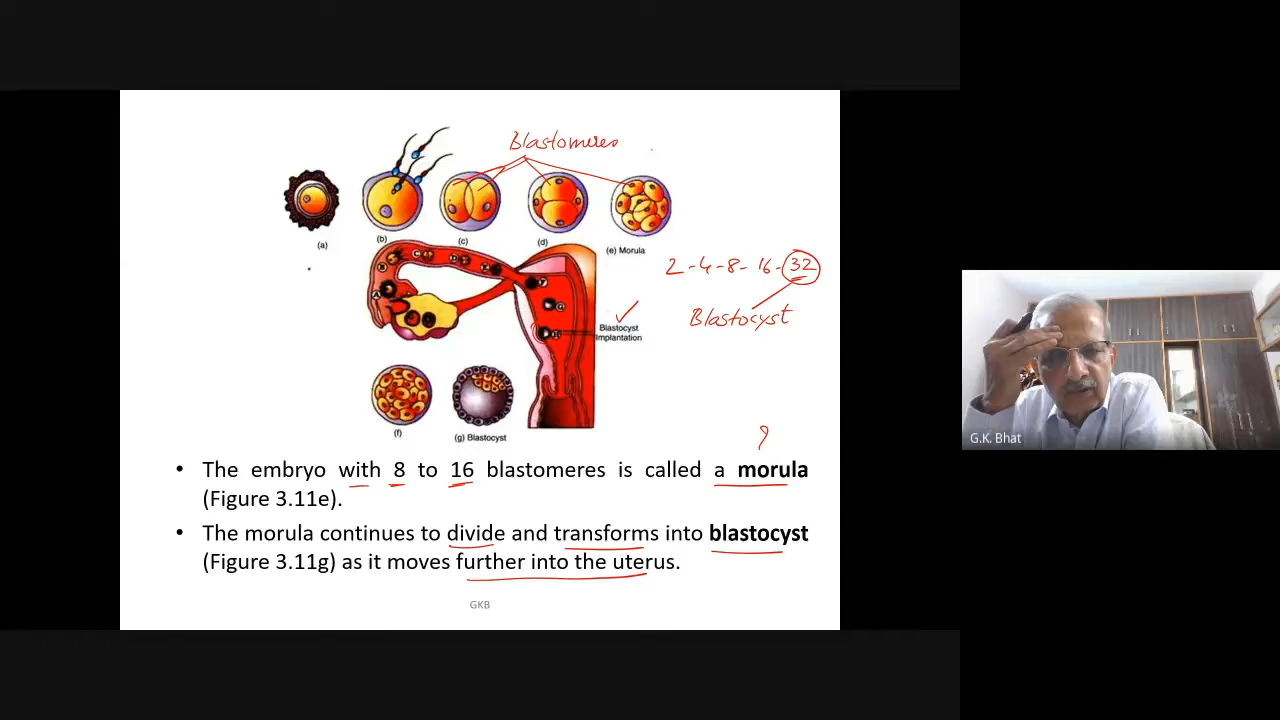 Blastomeres
(a)
(b)
(c)
(d)
(e) Morula
2-4-8-16-32
Blastocyst
Blastocyst
Implantation
(f)
(g) Blastocyst
• The embryo with 8 to 16 blastomeres is called a morula
(Figure 3.11e).
• The morula continues to divide and transforms into blastocyst
(Figure 3.11g) as it moves further into the uterus.
GKB
G.K. Bhat